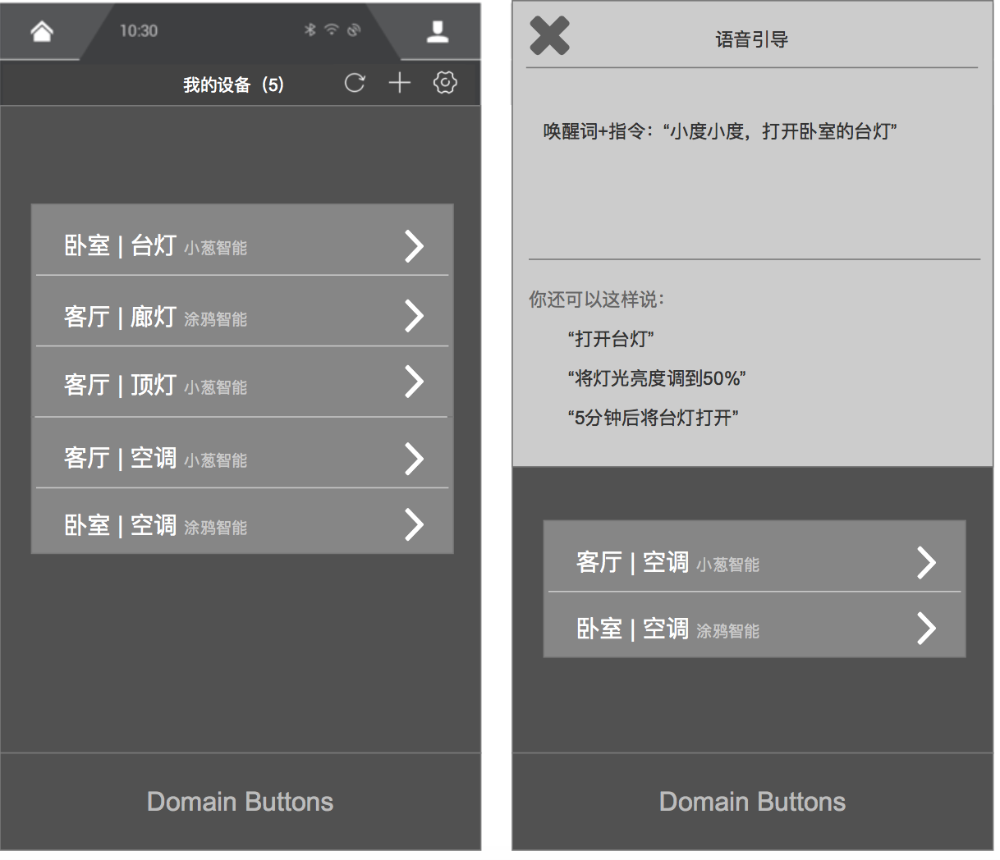 10:30
我的设备（5）
卧室 | 台灯 小葱智能
客厅 | 廊灯 涂鸦智能
客厅 | 顶灯 小葱智能
客厅 | 空调 小葱智能
卧室 | 空调 涂鸦智能
Domain Buttons
语音引导
唤醒词+指令：“小度小度，打开卧室的台灯”
你还可以这样说：
“打开台灯”
“将灯光亮度调到50%”
“5分钟后将台灯打开”
客厅 | 空调 小葱智能
卧室 | 空调 涂鸦智能
Domain Buttons